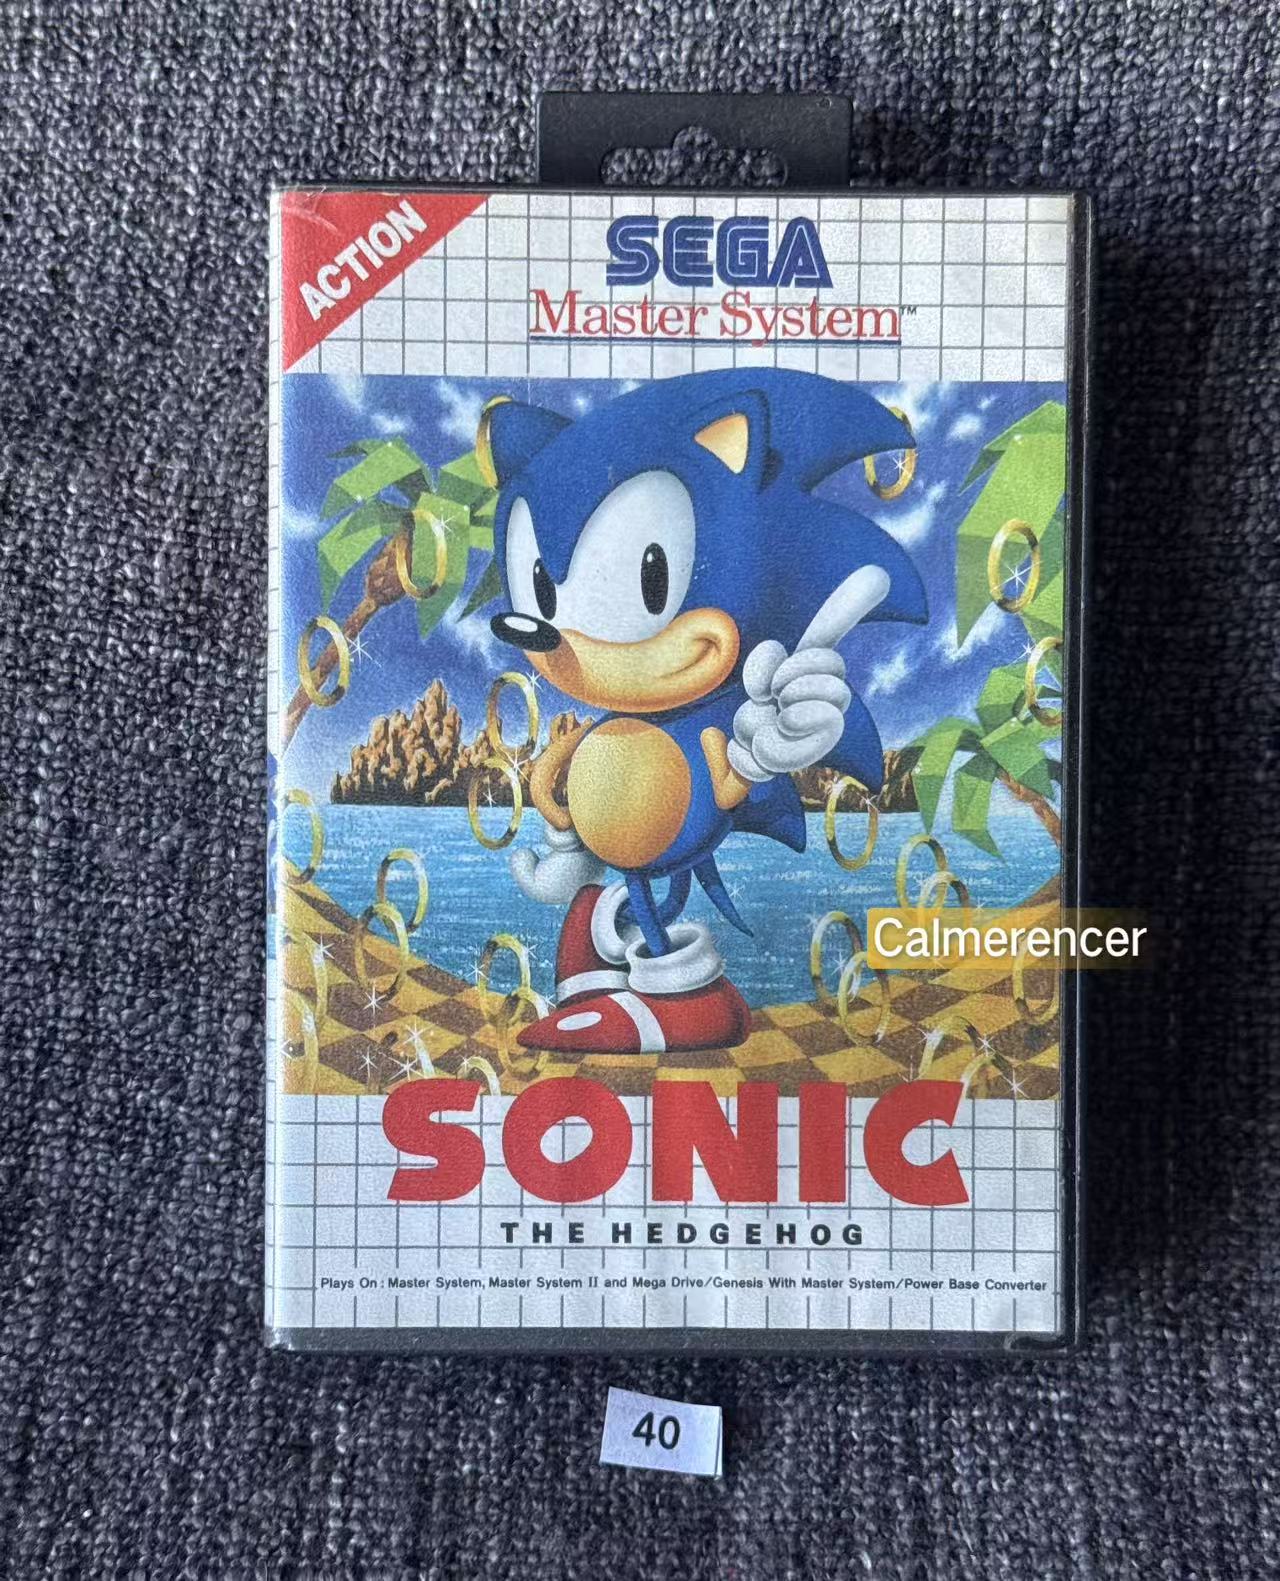 ACTION
SEGA
Master System™
SONIC
THE HEDGEHOG
Plays On : Master System, Master System II and Mega Drive/Genesis With Master System/Power Base Converter
Calmerencer
40